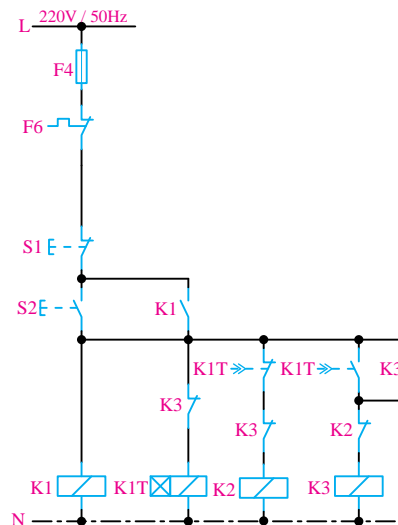 220V / 50Hz
L
F4
F6
S1
S2 K1
K1T K1T K3
K3
K3 K2
K1 K1T K2 K3
N